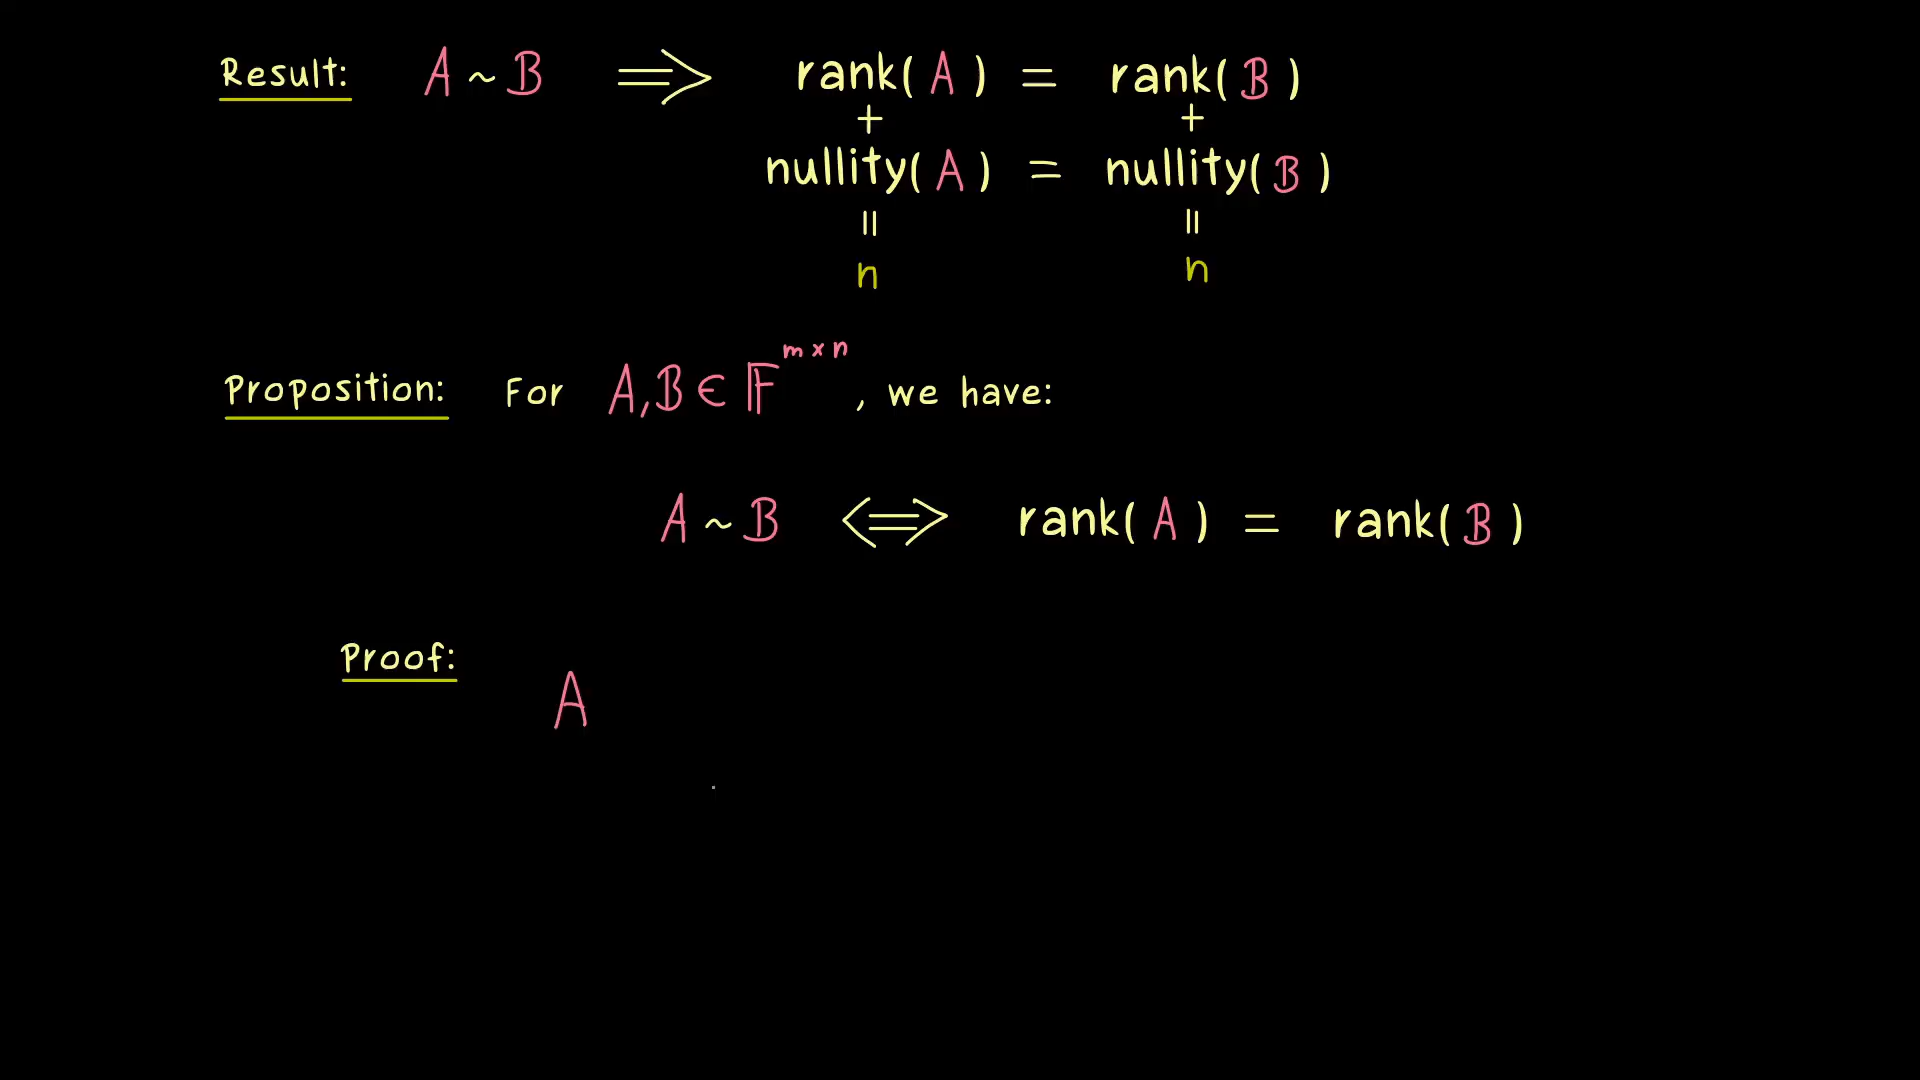 Result: A ~ B ⟹ rank(A) = rank(B)
+ +
nullity(A) = nullity(B)
= =
n n
Proposition: For A, B ∈ 𝔽^{m×n}, we have:
A ~ B ⟺ rank(A) = rank(B)
Proof:
A